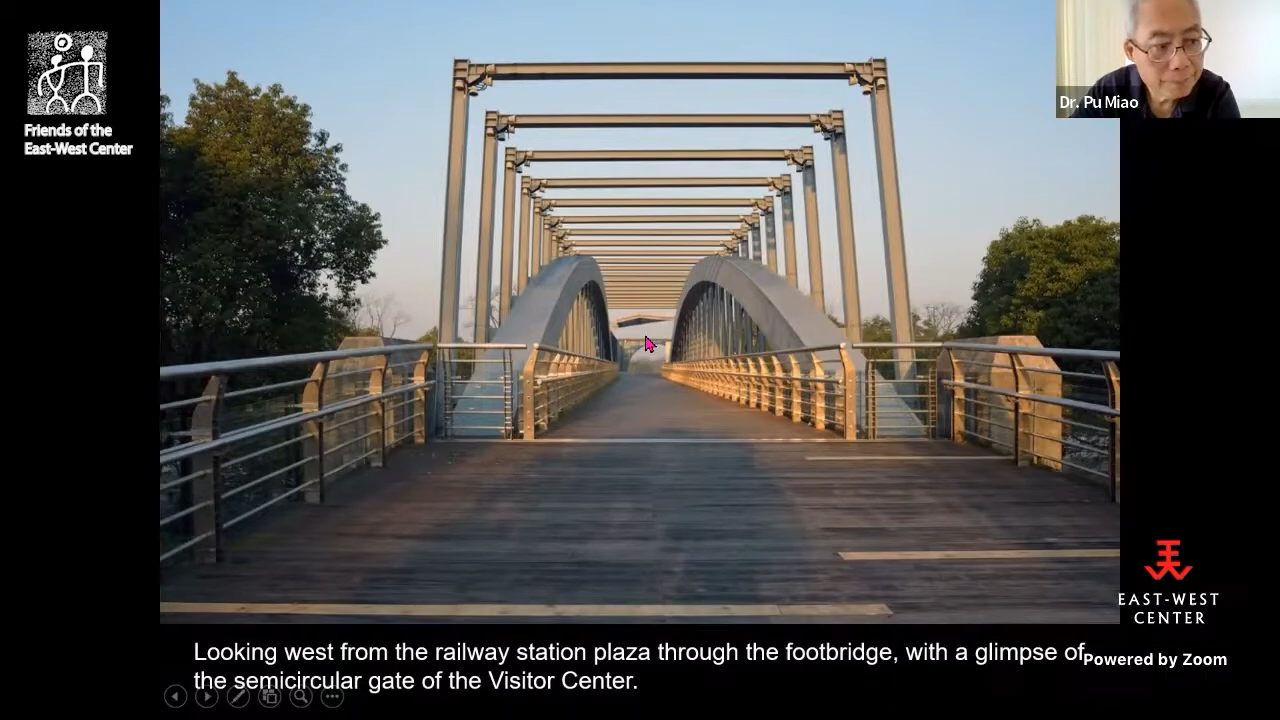 Friends of the
East-West Center
Dr. Pu Miao
EAST-WEST
CENTER
Powered by Zoom
Looking west from the railway station plaza through the footbridge, with a glimpse of
the semicircular gate of the Visitor Center.